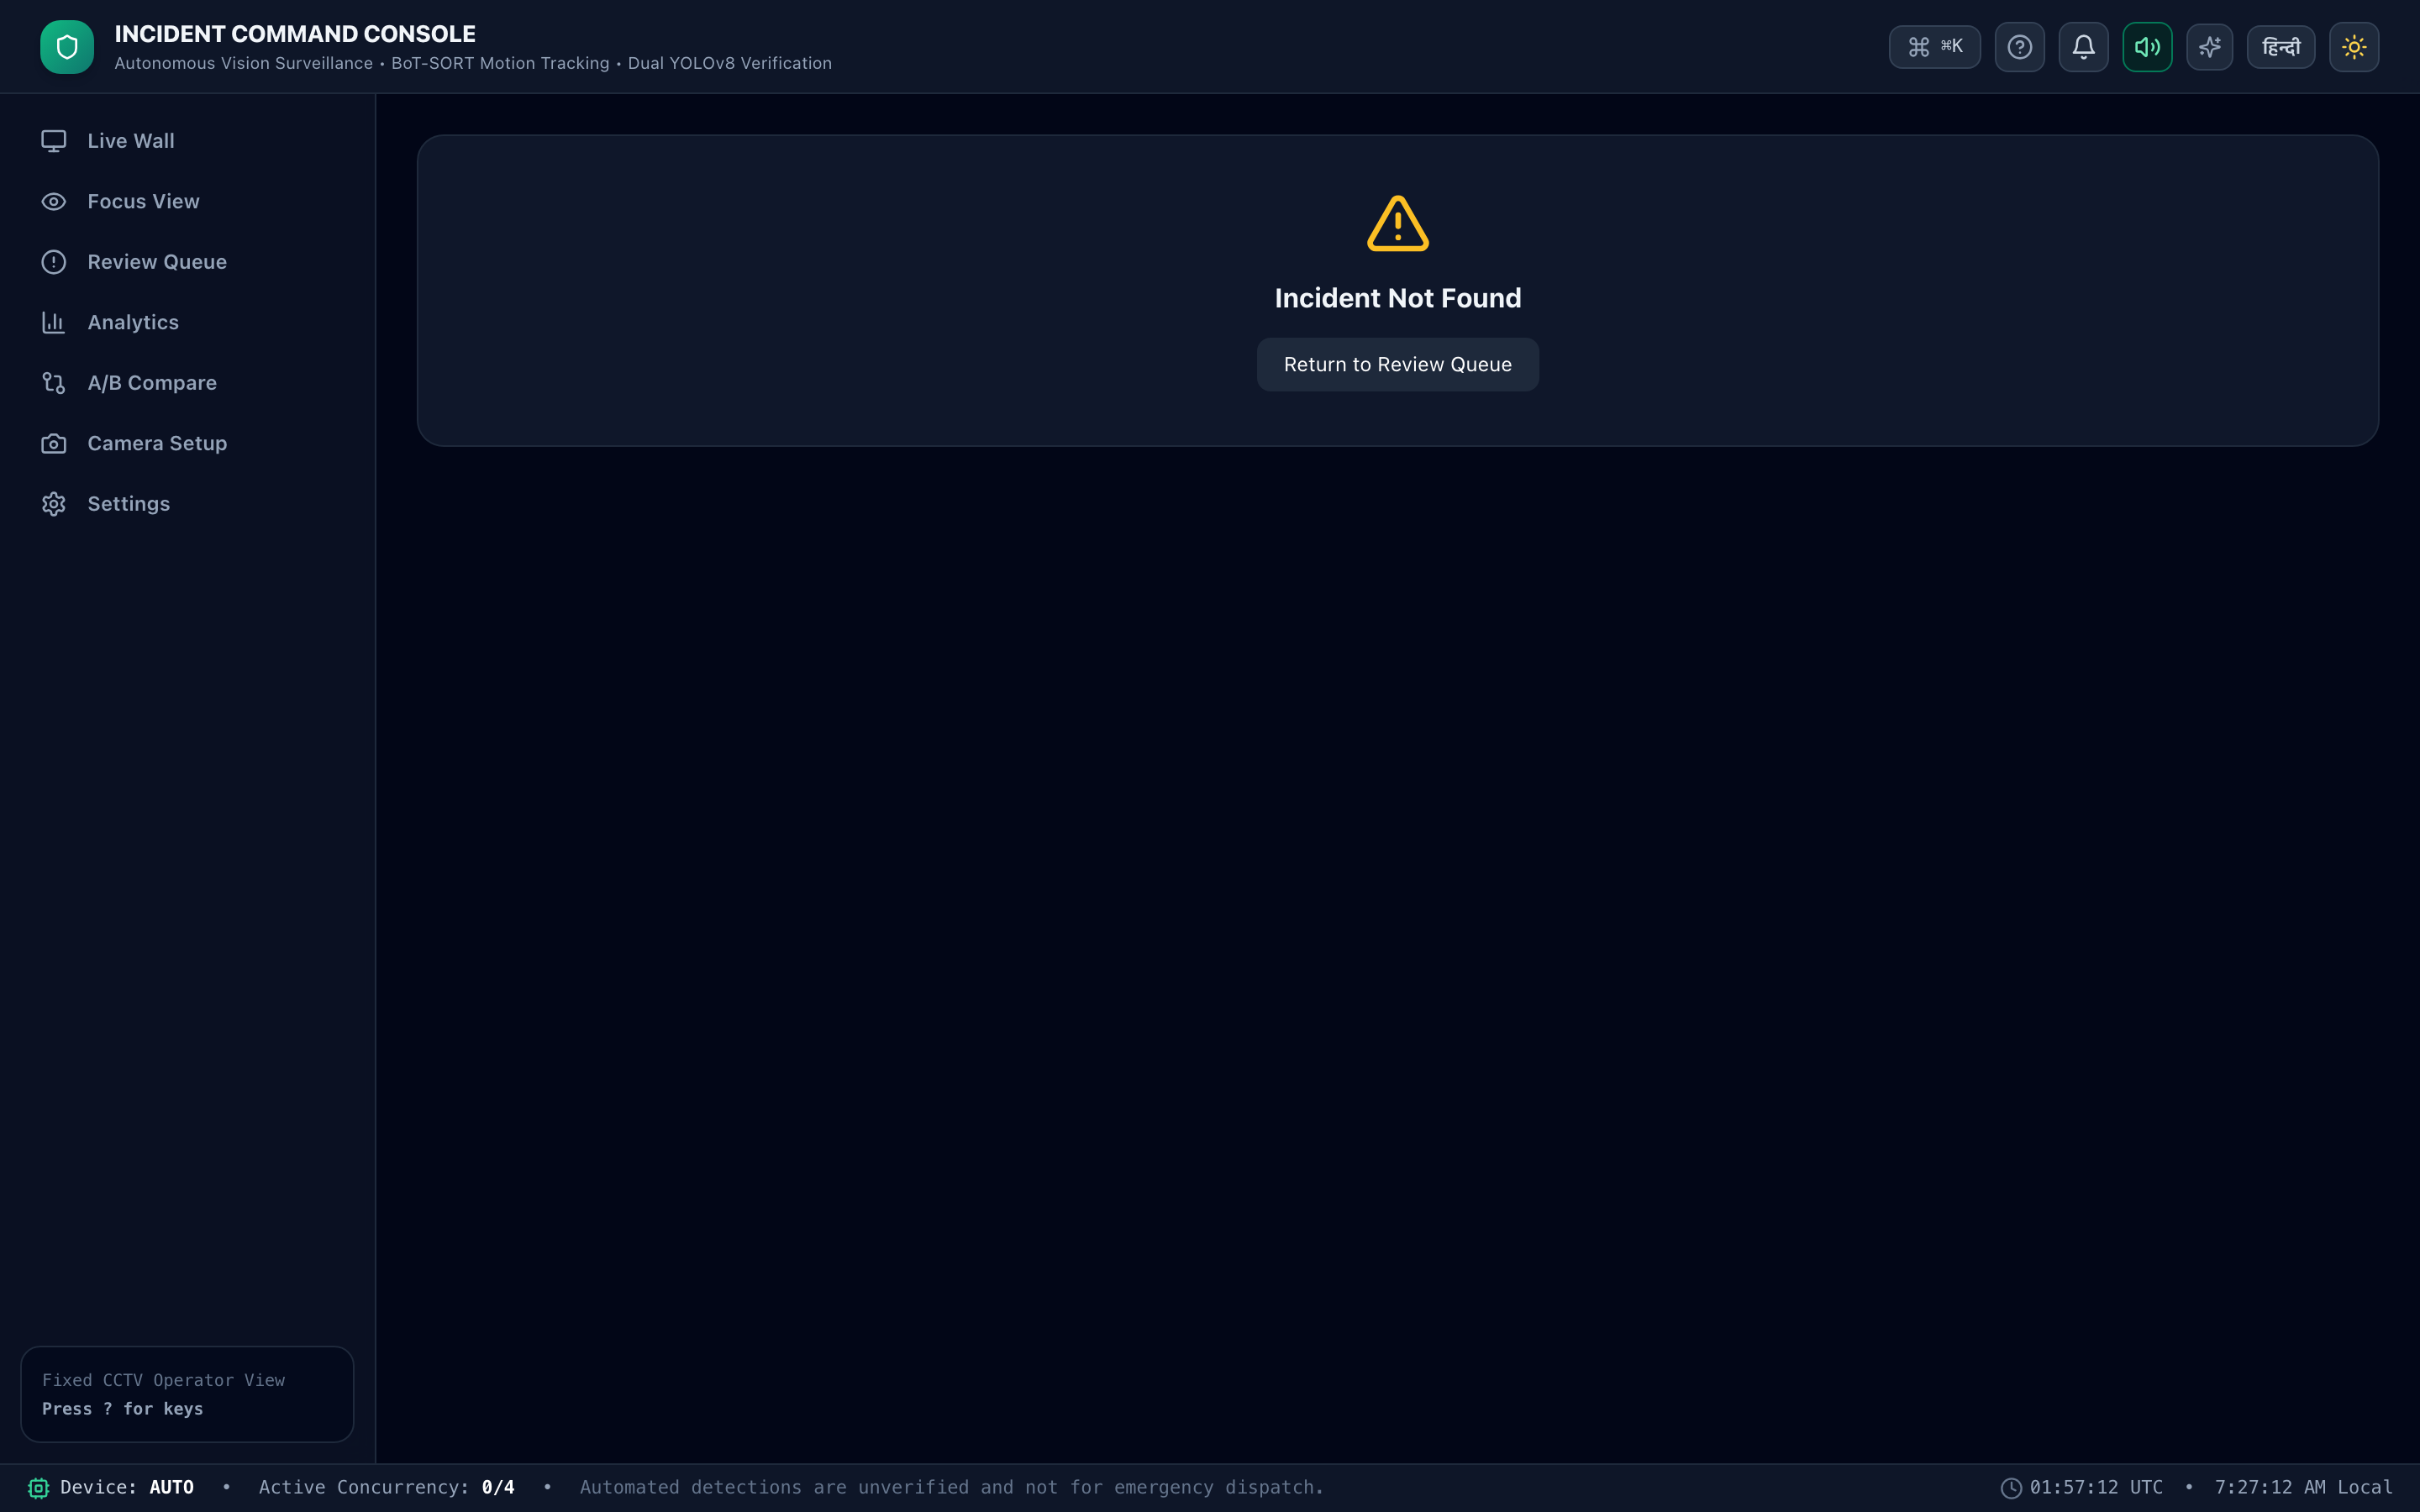 INCIDENT COMMAND CONSOLE
Autonomous Vision Surveillance • BoT-SORT Motion Tracking • Dual YOLOv8 Verification
⌘K
हिन्दी
Live Wall
Focus View
Review Queue
Analytics
A/B Compare
Camera Setup
Settings
Incident Not Found
Return to Review Queue
Fixed CCTV Operator View
Press ? for keys
Device: AUTO • Active Concurrency: 0/4 • Automated detections are unverified and not for emergency dispatch.
01:57:12 UTC • 7:27:12 AM Local